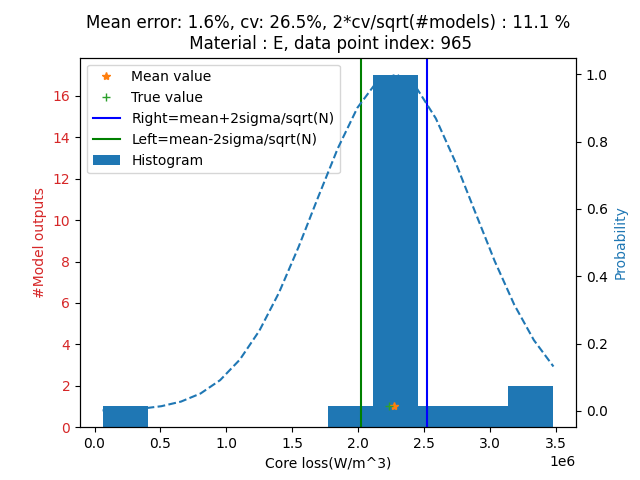 Mean error: 1.6%, cv: 26.5%, 2*cv/sqrt(#models) : 11.1 %
Material : E, data point index: 965
Mean value
True value
Right=mean+2sigma/sqrt(N)
Left=mean-2sigma/sqrt(N)
Histogram
#Model outputs
16
14
12
10
8
6
4
2
0
Probability
1.0
0.8
0.6
0.4
0.2
0.0
0.0 0.5 1.0 1.5 2.0 2.5 3.0 3.5
1e6
Core loss(W/m^3)